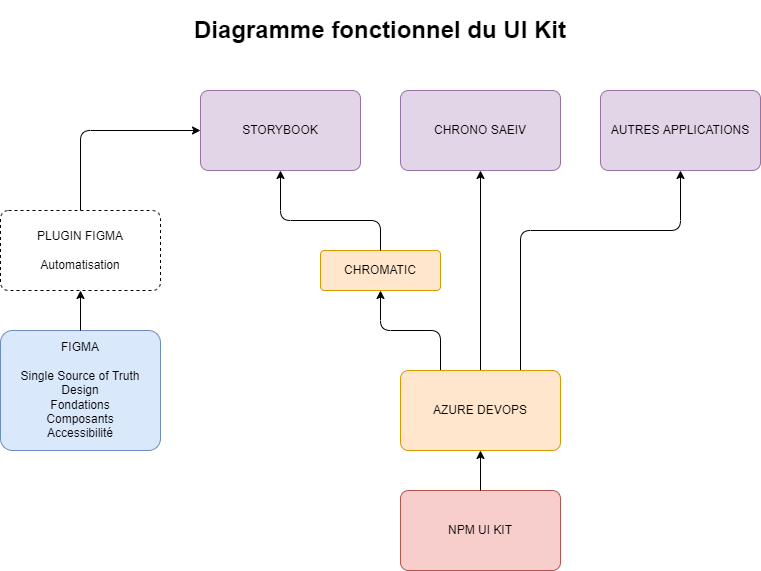 Diagramme fonctionnel du UI Kit
STORYBOOK
CHRONO SAEIV
AUTRES APPLICATIONS
PLUGIN FIGMA
Automatisation
CHROMATIC
FIGMA
Single Source of Truth
Design
Fondations
Composants
Accessibilité
AZURE DEVOPS
NPM UI KIT